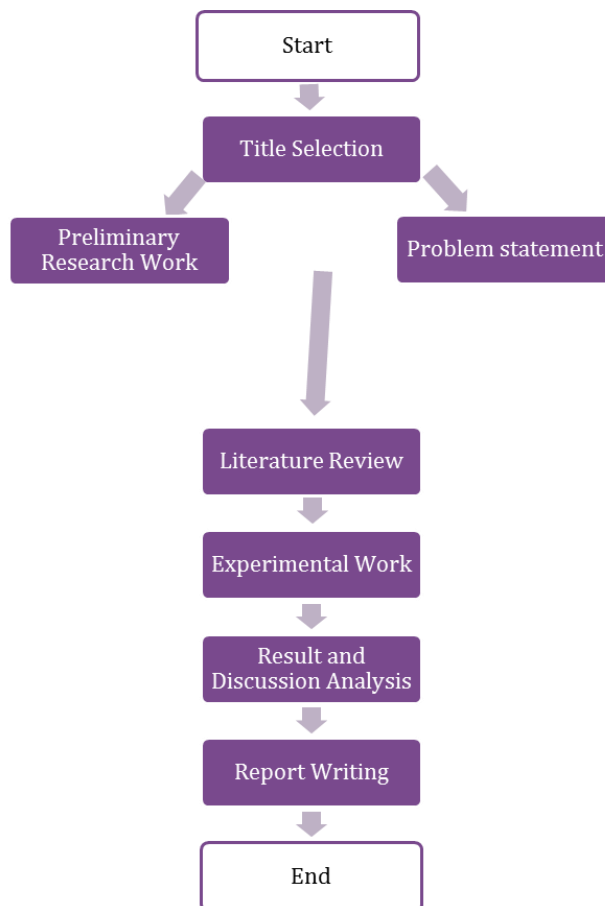 Start
Title Selection
Preliminary
Research Work
Problem statement
Literature Review
Experimental Work
Result and
Discussion Analysis
Report Writing
End